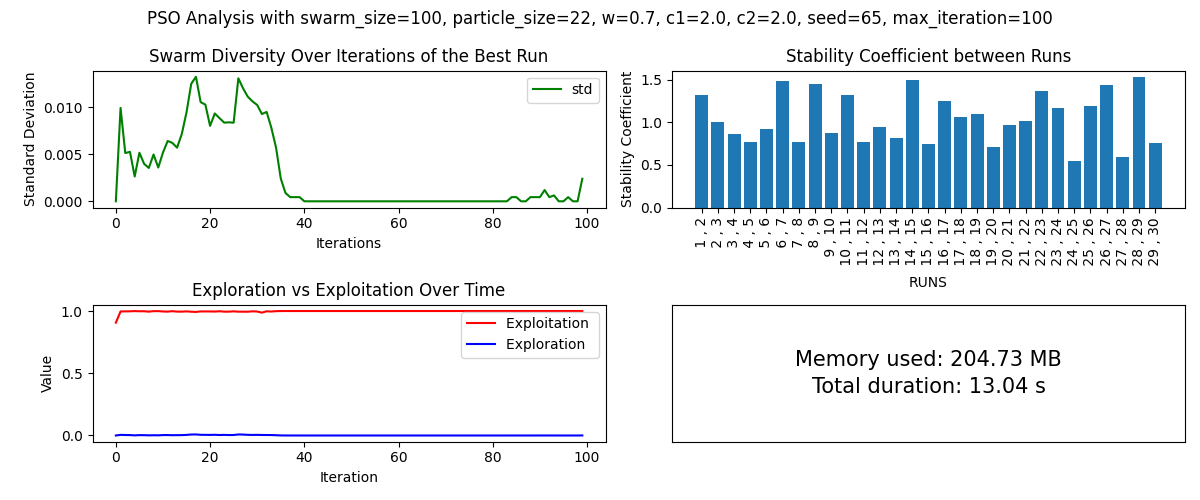 PSO Analysis with swarm_size=100, particle_size=22, w=0.7, c1=2.0, c2=2.0, seed=65, max_iteration=100
Swarm Diversity Over Iterations of the Best Run
Standard Deviation
0.010
0.005
0.000
std
0 20 40 60 80 100
Iterations
Stability Coefficient between Runs
Stability Coefficient
1.5
1.0
0.5
0.0
1 , 2
2 , 3
3 , 4
4 , 5
5 , 6
6 , 7
7 , 8
8 , 9
9 , 10
10 , 11
11 , 12
12 , 13
13 , 14
14 , 15
15 , 16
16 , 17
17 , 18
18 , 19
19 , 20
20 , 21
21 , 22
22 , 23
23 , 24
24 , 25
25 , 26
26 , 27
27 , 28
28 , 29
29 , 30
RUNS
Exploration vs Exploitation Over Time
Value
1.0
0.5
0.0
Exploitation
Exploration
0 20 40 60 80 100
Iteration
Memory used: 204.73 MB
Total duration: 13.04 s